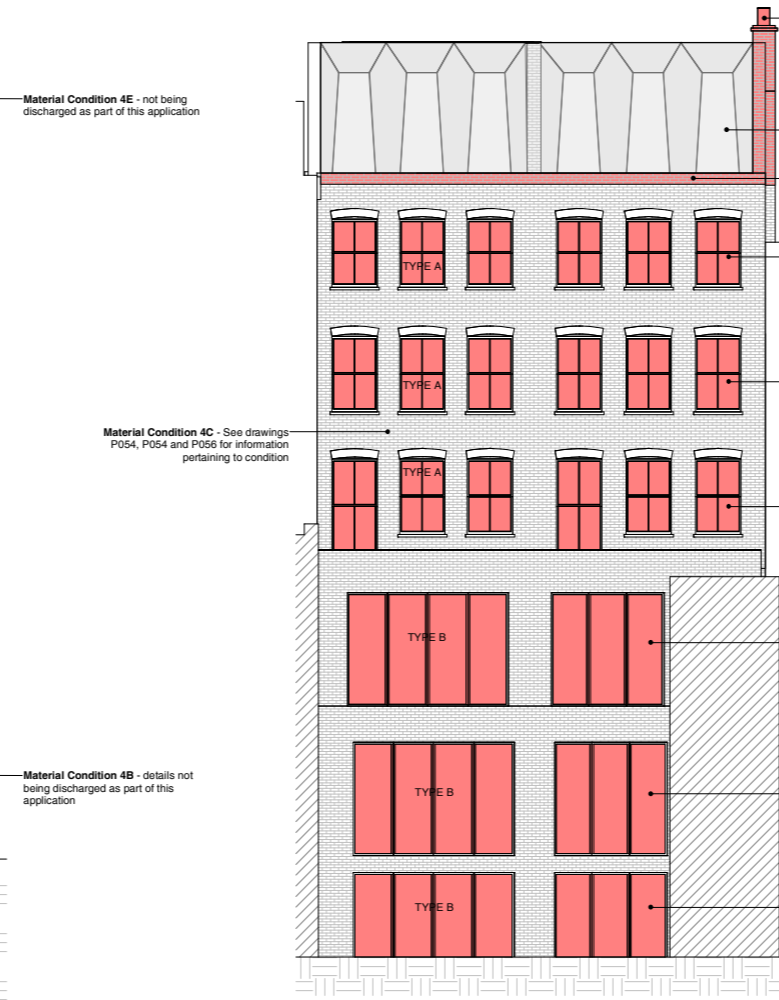 Material Condition 4E - not being
discharged as part of this application
TYPE A
TYPE A
Material Condition 4C - See drawings
P054, P054 and P056 for information
pertaining to condition
TYPE A
TYPE B
Material Condition 4B - details not
being discharged as part of this
application
TYPE B
TYPE B